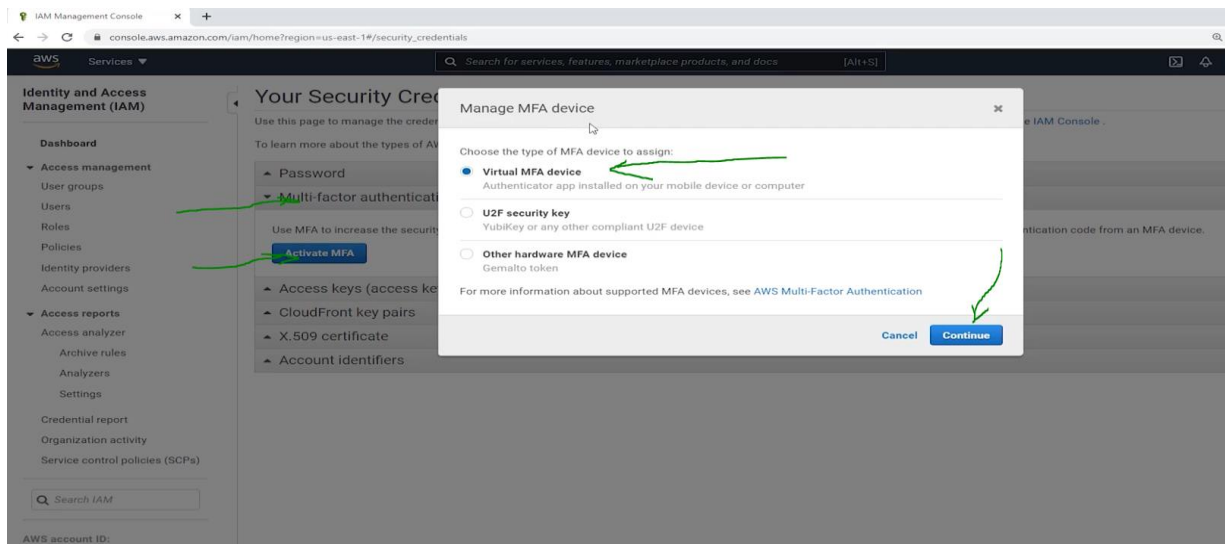 IAM Management Console
console.aws.amazon.com/iam/home?region=us-east-1#/security_credentials
aws Services Search for services, features, marketplace products, and docs [Alt+S]
Identity and Access
Management (IAM)
Dashboard
Access management
User groups
Users
Roles
Policies
Identity providers
Account settings
Access reports
Access analyzer
Archive rules
Analyzers
Settings
Credential report
Organization activity
Service control policies (SCPs)
Search IAM
AWS account ID:
Your Security Cre
Use this page to manage the creder
e IAM Console .
To learn more about the types of AV
Password
Multi-factor authenticati
Use MFA to increase the securit
ntication code from an MFA device.
Activate MFA
Access keys (access ke
CloudFront key pairs
X.509 certificate
Account identifiers
Manage MFA device
Choose the type of MFA device to assign:
Virtual MFA device
Authenticator app installed on your mobile device or computer
U2F security key
YubiKey or any other compliant U2F device
Other hardware MFA device
Gemalto token
For more information about supported MFA devices, see AWS Multi-Factor Authentication
Cancel Continue